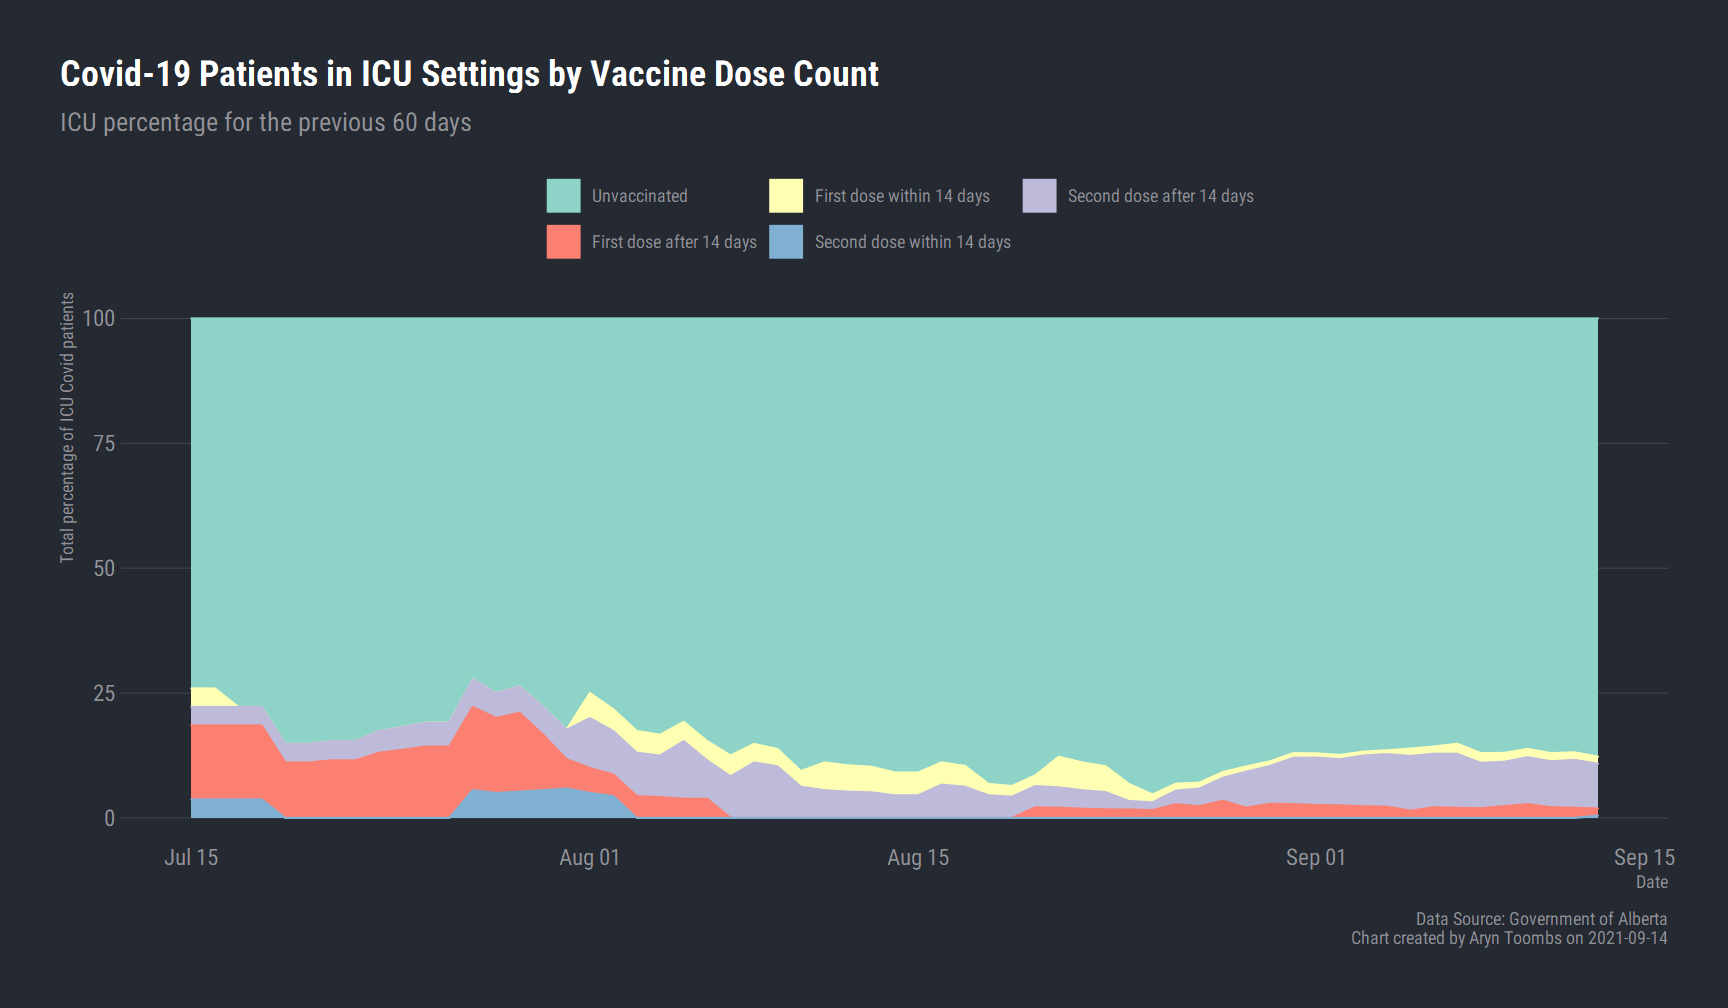 Covid-19 Patients in ICU Settings by Vaccine Dose Count
ICU percentage for the previous 60 days
Unvaccinated
First dose within 14 days
Second dose after 14 days
First dose after 14 days
Second dose within 14 days
Total percentage of ICU Covid patients
100
75
50
25
0
Jul 15
Aug 01
Aug 15
Sep 01
Sep 15
Date
Data Source: Government of Alberta
Chart created by Aryn Toombs on 2021-09-14